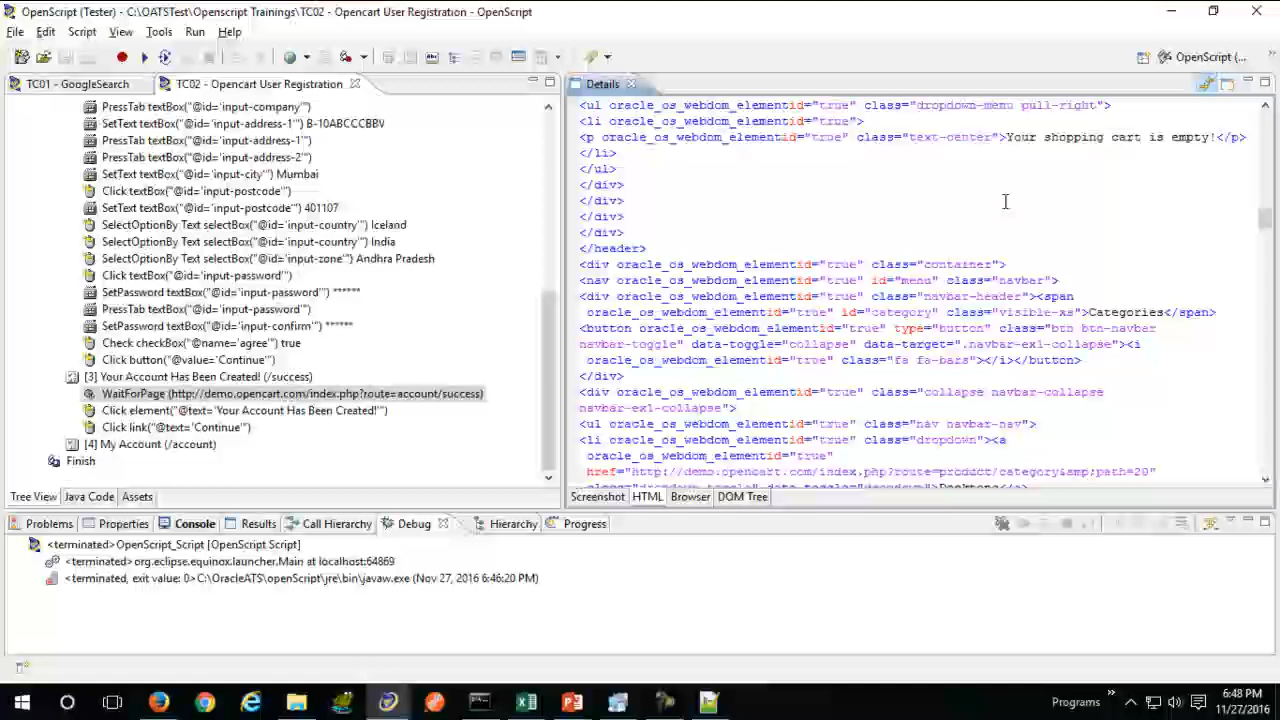 OpenScript (Tester) - C:\OATSTest\Openscript Trainings\TC02 - Opencart User Registration - OpenScript
File Edit Script View Tools Run Help
OpenScript (...
TC01 - GoogleSearch
TC02 - Opencart User Registration
PressTab textBox("@id='input-company'")
SetText textBox("@id='input-address-1'") B-10ABCCCBBV
PressTab textBox("@id='input-address-1'")
PressTab textBox("@id='input-address-2'")
SetText textBox("@id='input-city'") Mumbai
Click textBox("@id='input-postcode'")
SetText textBox("@id='input-postcode'") 401107
SelectOptionBy Text selectBox("@id='input-country'") Iceland
SelectOptionBy Text selectBox("@id='input-country'") India
SelectOptionBy Text selectBox("@id='input-zone'") Andhra Pradesh
Click textBox("@id='input-password'")
SetPassword textBox("@id='input-password'") ******
PressTab textBox("@id='input-password'")
SetPassword textBox("@id='input-confirm'") ******
Check checkBox("@name='agree'") true
Click button("@value='Continue'")
[3] Your Account Has Been Created! (/success)
WaitForPage (http://demo.opencart.com/index.php?route=account/success)
Click element("@text='Your Account Has Been Created!'")
Click link("@text='Continue'")
[4] My Account (/account)
Finish
Tree View Java Code Assets
Details
<ul oracle_os_webdom_elementid="true" class="dropdown-menu pull-right">
<li oracle_os_webdom_elementid="true">
<p oracle_os_webdom_elementid="true" class="text-center">Your shopping cart is empty!</p>
</li>
</ul>
</div>
</div>
</div>
</div>
</header>
<div oracle_os_webdom_elementid="true" class="container">
<nav oracle_os_webdom_elementid="true" id="menu" class="navbar">
<div oracle_os_webdom_elementid="true" class="navbar-header"><span
oracle_os_webdom_elementid="true" id="category" class="visible-xs">Categories</span>
<button oracle_os_webdom_elementid="true" type="button" class="btn btn-navbar
navbar-toggle" data-toggle="collapse" data-target=".navbar-ex1-collapse"><i
oracle_os_webdom_elementid="true" class="fa fa-bars"></i></button>
</div>
<div oracle_os_webdom_elementid="true" class="collapse navbar-collapse
navbar-ex1-collapse">
<ul oracle_os_webdom_elementid="true" class="nav navbar-nav">
<li oracle_os_webdom_elementid="true" class="dropdown"><a
oracle_os_webdom_elementid="true"
href="http://demo.opencart.com/index.php?route=product/category&amp;path=20"
class="dropdown-toggle" data-toggle="dropdown">Desktops</a>
Screenshot HTML Browser DOM Tree
Problems Properties Console Results Call Hierarchy Debug Hierarchy Progress
<terminated>OpenScript_Script [OpenScript Script]
<terminated>org.eclipse.equinox.launcher.Main at localhost:64869
<terminated, exit value: 0>C:\OracleATS\openScript\jre\bin\javaw.exe (Nov 27, 2016 6:46:20 PM)
Programs
6:48 PM
11/27/2016